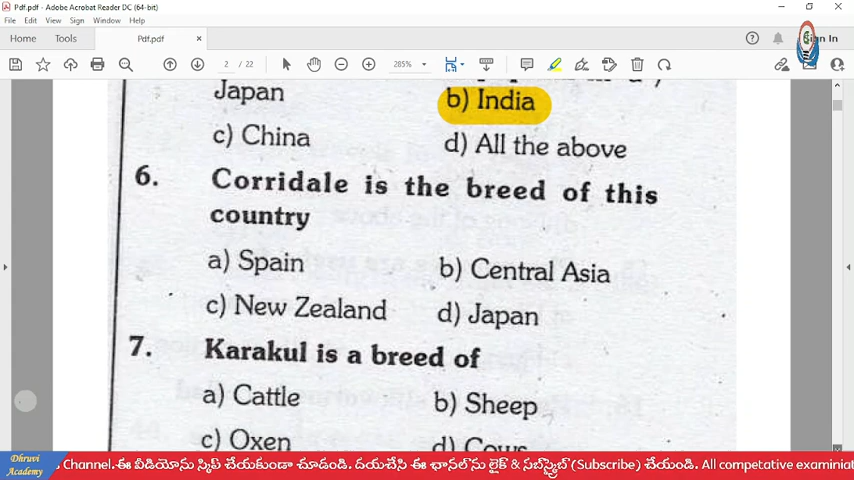 Pdf.pdf - Adobe Acrobat Reader DC (64-bit)
File Edit View Sign Window Help
Home Tools Pdf.pdf × Sign In
2 / 22 285%
Japan b) India
c) China d) All the above
6. Corridale is the breed of this
country
a) Spain b) Central Asia
c) New Zealand d) Japan
7. Karakul is a breed of
a) Cattle b) Sheep
c) Oxen d) Cows
Dhruvi
Academy
Channel.ఈ వీడియోను స్కిప్ చేయకుండా చూడండి. దయచేసి ఈ ఛానల్‌ను లైక్ & సబ్‌స్క్రైబ్ (Subscribe) చేయండి. All competative examinat